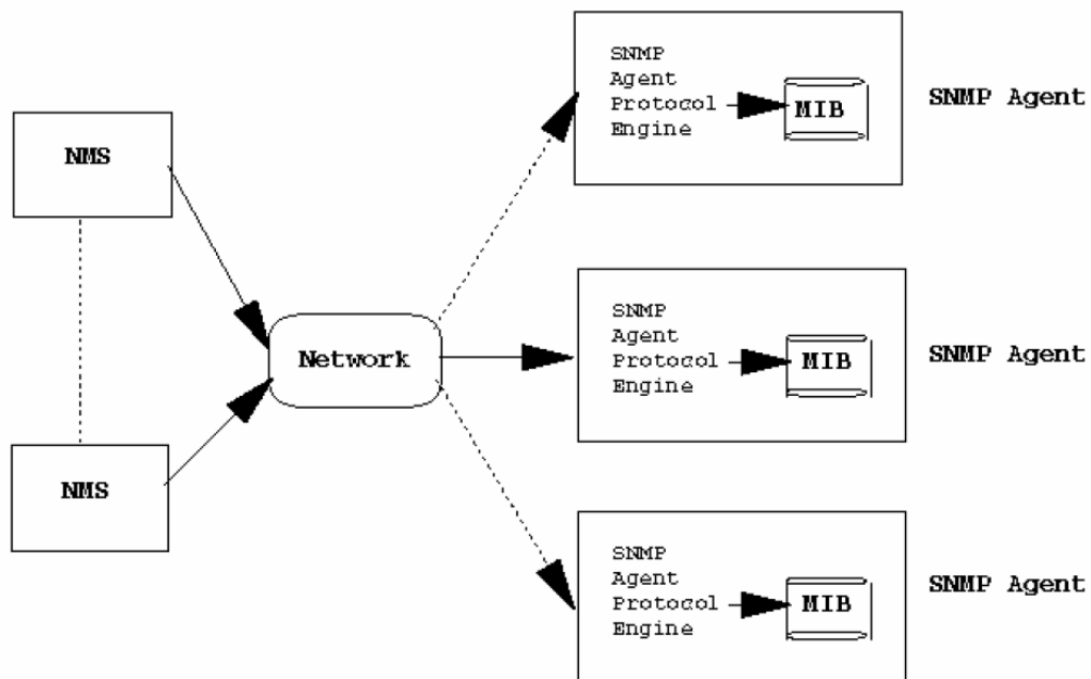 SNMP
Agent
Protocol
Engine
MIB
SNMP Agent
NMS
SNMP
Agent
Protocol
Engine
MIB
SNMP Agent
Network
NMS
SNMP
Agent
Protocol
Engine
MIB
SNMP Agent